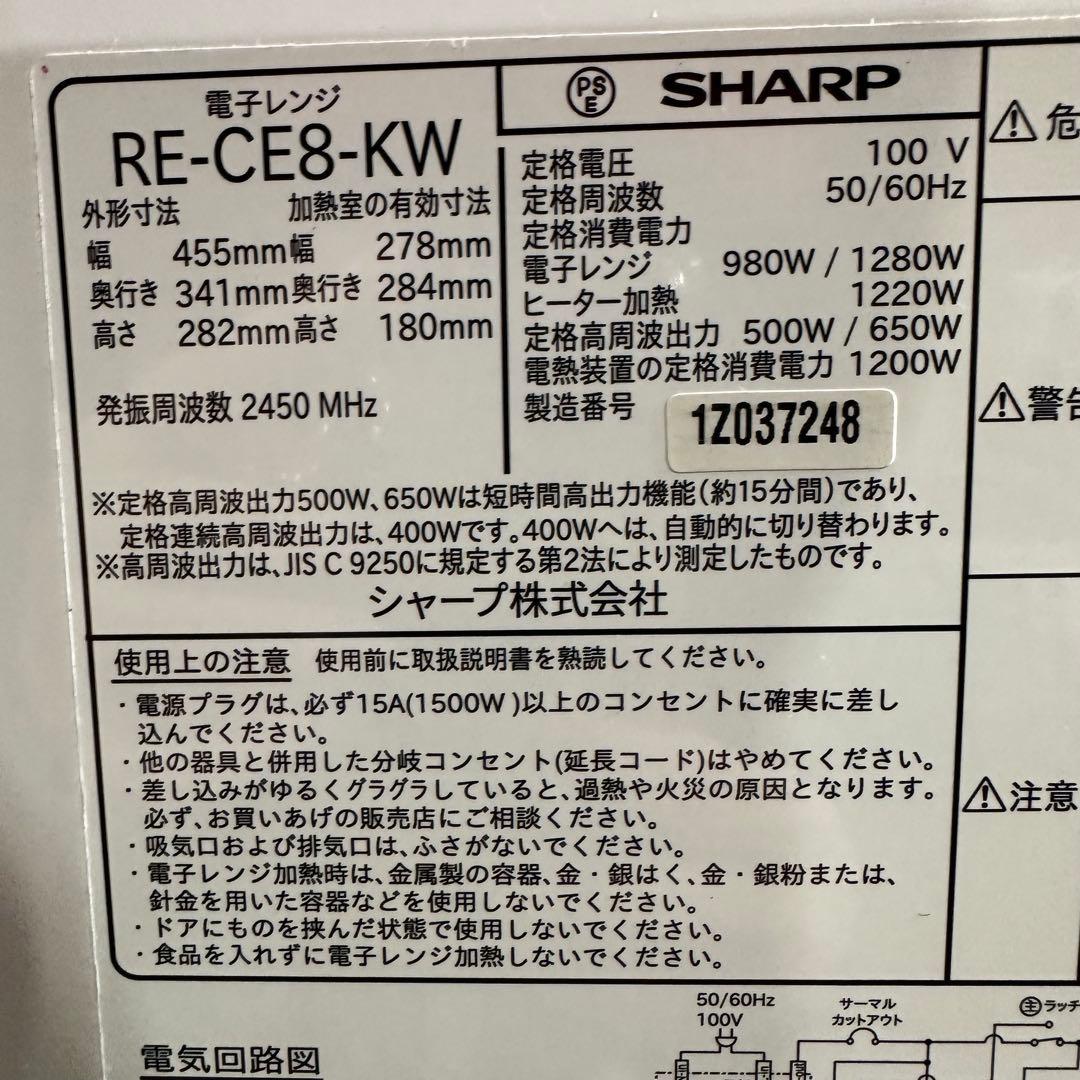 電子レンジ
RE-CE8-KW
外形寸法 加熱室の有効寸法
幅 455mm 幅 278mm
奥行き 341mm 奥行き 284mm
高さ 282mm 高さ 180mm
発振周波数 2450 MHz
PSE SHARP
定格電圧 100 V
定格周波数 50/60Hz
定格消費電力
電子レンジ 980W / 1280W
ヒーター加熱 1220W
定格高周波出力 500W / 650W
電熱装置の定格消費電力 1200W
製造番号 1Z037248
※定格高周波出力500W、650Wは短時間高出力機能(約15分間)であり、
定格連続高周波出力は、400Wです。400Wへは、自動的に切り替わります。
※高周波出力は、JIS C 9250に規定する第2法により測定したものです。
シャープ株式会社
使用上の注意 使用前に取扱説明書を熟読してください。
・電源プラグは、必ず15A(1500W )以上のコンセントに確実に差し
込んでください。
・他の器具と併用した分岐コンセント(延長コード)はやめてください。
・差し込みがゆるくグラグラしていると、過熱や火災の原因となります。
必ず、お買いあげの販売店にご相談ください。
・吸気口および排気口は、ふさがないでください。
・電子レンジ加熱時は、金属製の容器、金・銀はく、金・銀粉または、
針金を用いた容器などを使用しないでください。
・ドアにものを挟んだ状態で使用しないでください。
・食品を入れずに電子レンジ加熱しないでください。
⚠危
⚠警告
⚠注意
電気回路図
50/60Hz
100V
サーマル
カットアウト
主ラッチ